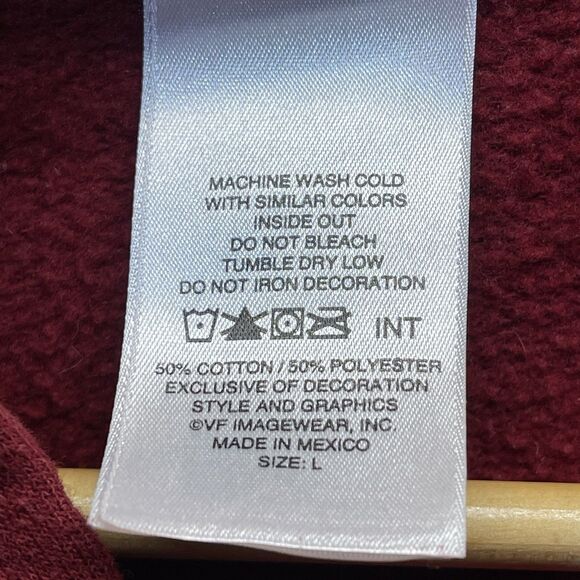 MACHINE WASH COLD
WITH SIMILAR COLORS
INSIDE OUT
DO NOT BLEACH
TUMBLE DRY LOW
DO NOT IRON DECORATION
INT
50% COTTON / 50% POLYESTER
EXCLUSIVE OF DECORATION
STYLE AND GRAPHICS
©VF IMAGEWEAR, INC.
MADE IN MEXICO
SIZE: L